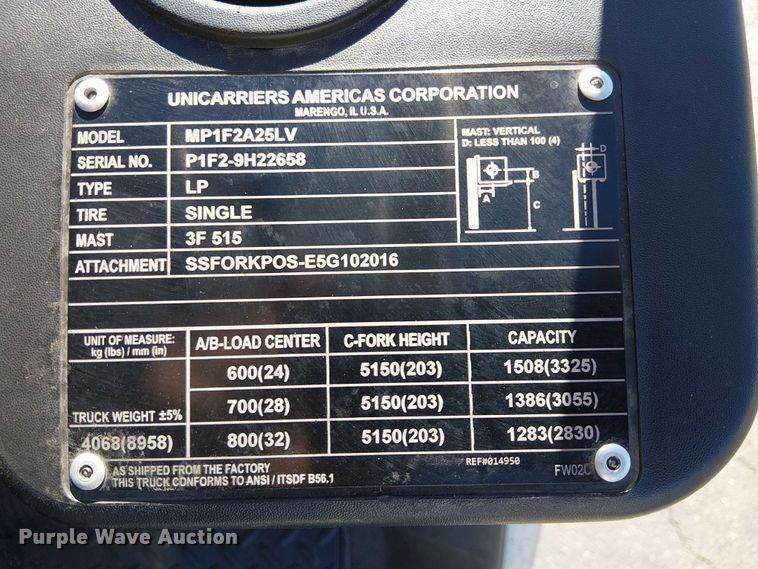 UNICARRIERS AMERICAS CORPORATION
MARENGO, IL U.S.A.
MODEL MP1F2A25LV
SERIAL NO. P1F2-9H22658
TYPE LP
TIRE SINGLE
MAST 3F 515
ATTACHMENT SSFORKPOS-E5G102016
MAST: VERTICAL
D: LESS THAN 100 (4)
D
A
B
C
UNIT OF MEASURE:
kg (lbs) / mm (in)
A/B-LOAD CENTER C-FORK HEIGHT CAPACITY
600(24) 5150(203) 1508(3325)
700(28) 5150(203) 1386(3055)
TRUCK WEIGHT ±5%
4068(8958) 800(32) 5150(203) 1283(2830)
REF#014950
AS SHIPPED FROM THE FACTORY
THIS TRUCK CONFORMS TO ANSI / ITSDF B56.1
Purple Wave Auction